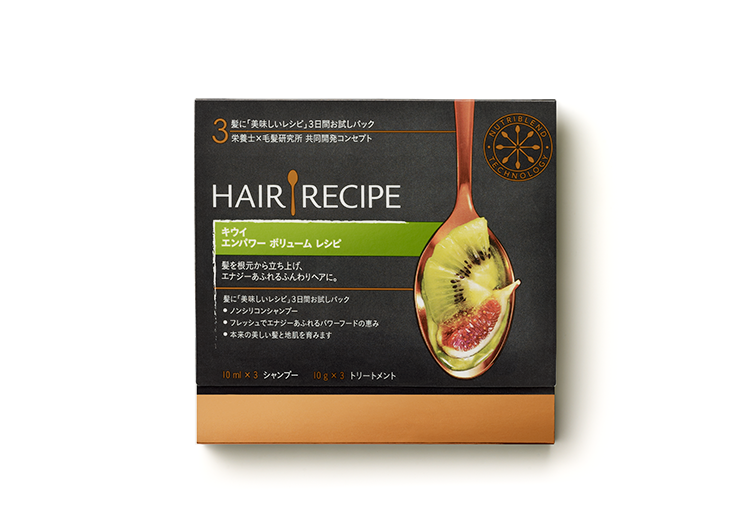 3 髪に「美味しいレシピ」3日間お試しパック
栄養士×毛髪研究所 共同開発コンセプト
NUTRIBLEND
TECHNOLOGY
HAIR RECIPE
キウイ
エンパワー ボリューム レシピ
髪を根元から立ち上げ、
エナジーあふれるふんわりヘアに。
髪に「美味しいレシピ」3日間お試しパック
● ノンシリコンシャンプー
● フレッシュでエナジーあふれるパワーフードの恵み
● 本来の美しい髪と地肌を育みます
10 ml × 3 シャンプー 10 g × 3 トリートメント